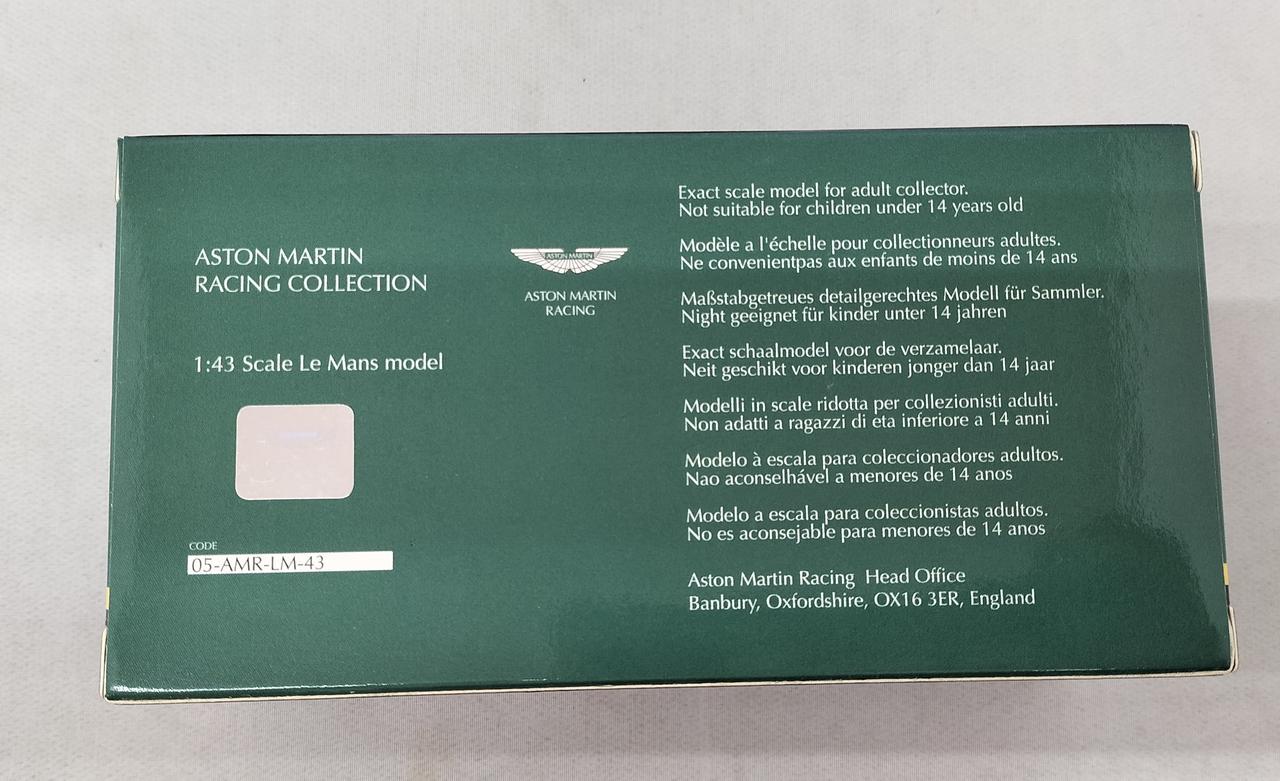 ASTON MARTIN
RACING COLLECTION
1:43 Scale Le Mans model
CODE
05-AMR-LM-43
ASTON MARTIN
ASTON MARTIN
RACING
Exact scale model for adult collector.
Not suitable for children under 14 years old
Modèle a l'échelle pour collectionneurs adultes.
Ne convenientpas aux enfants de moins de 14 ans
Maßstabgetreues detailgerechtes Modell für Sammler.
Night geeignet für kinder unter 14 jahren
Exact schaalmodel voor de verzamelaar.
Neit geschikt voor kinderen jonger dan 14 jaar
Modelli in scale ridotta per collezionisti adulti.
Non adatti a ragazzi di eta inferiore a 14 anni
Modelo à escala para coleccionadores adultos.
Nao aconselhável a menores de 14 anos
Modelo a escala para coleccionistas adultos.
No es aconsejable para menores de 14 anos
Aston Martin Racing Head Office
Banbury, Oxfordshire, OX16 3ER, England